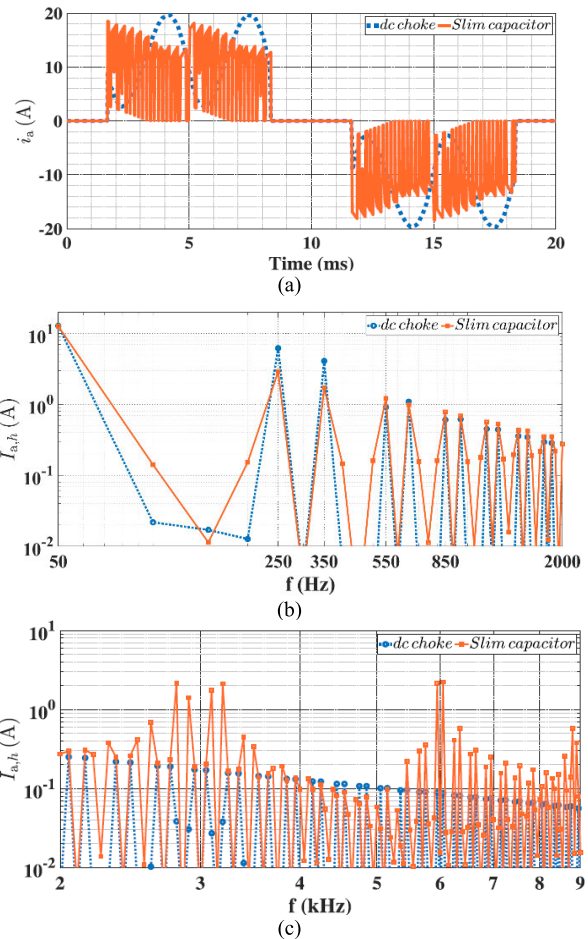 20
10
0
-10
-20
i_a (A)
dc choke Slim capacitor
0 5 10 15 20
Time (ms)
(a)
10^1
10^0
10^-1
10^-2
I_a,h (A)
dc choke Slim capacitor
50 250 350 550 850 2000
f (Hz)
(b)
10^1
10^0
10^-1
10^-2
I_a,h (A)
dc choke Slim capacitor
2 3 4 5 6 7 8 9
f (kHz)
(c)